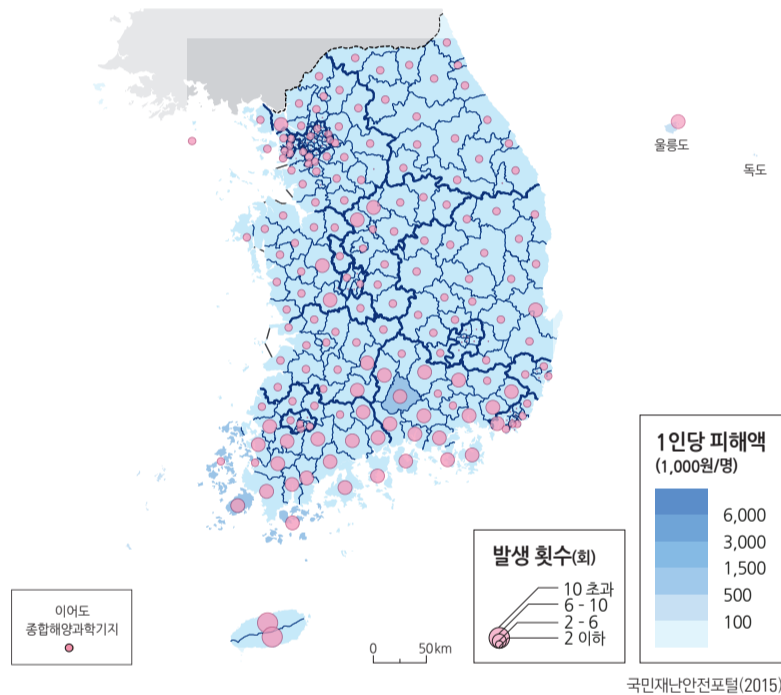 울릉도
독도
1인당 피해액
(1,000원/명)
6,000
3,000
1,500
500
100
발생 횟수(회)
10 초과
6 - 10
2 - 6
2 이하
이어도
종합해양과학기지
0 50km
국민재난안전포털(2015)